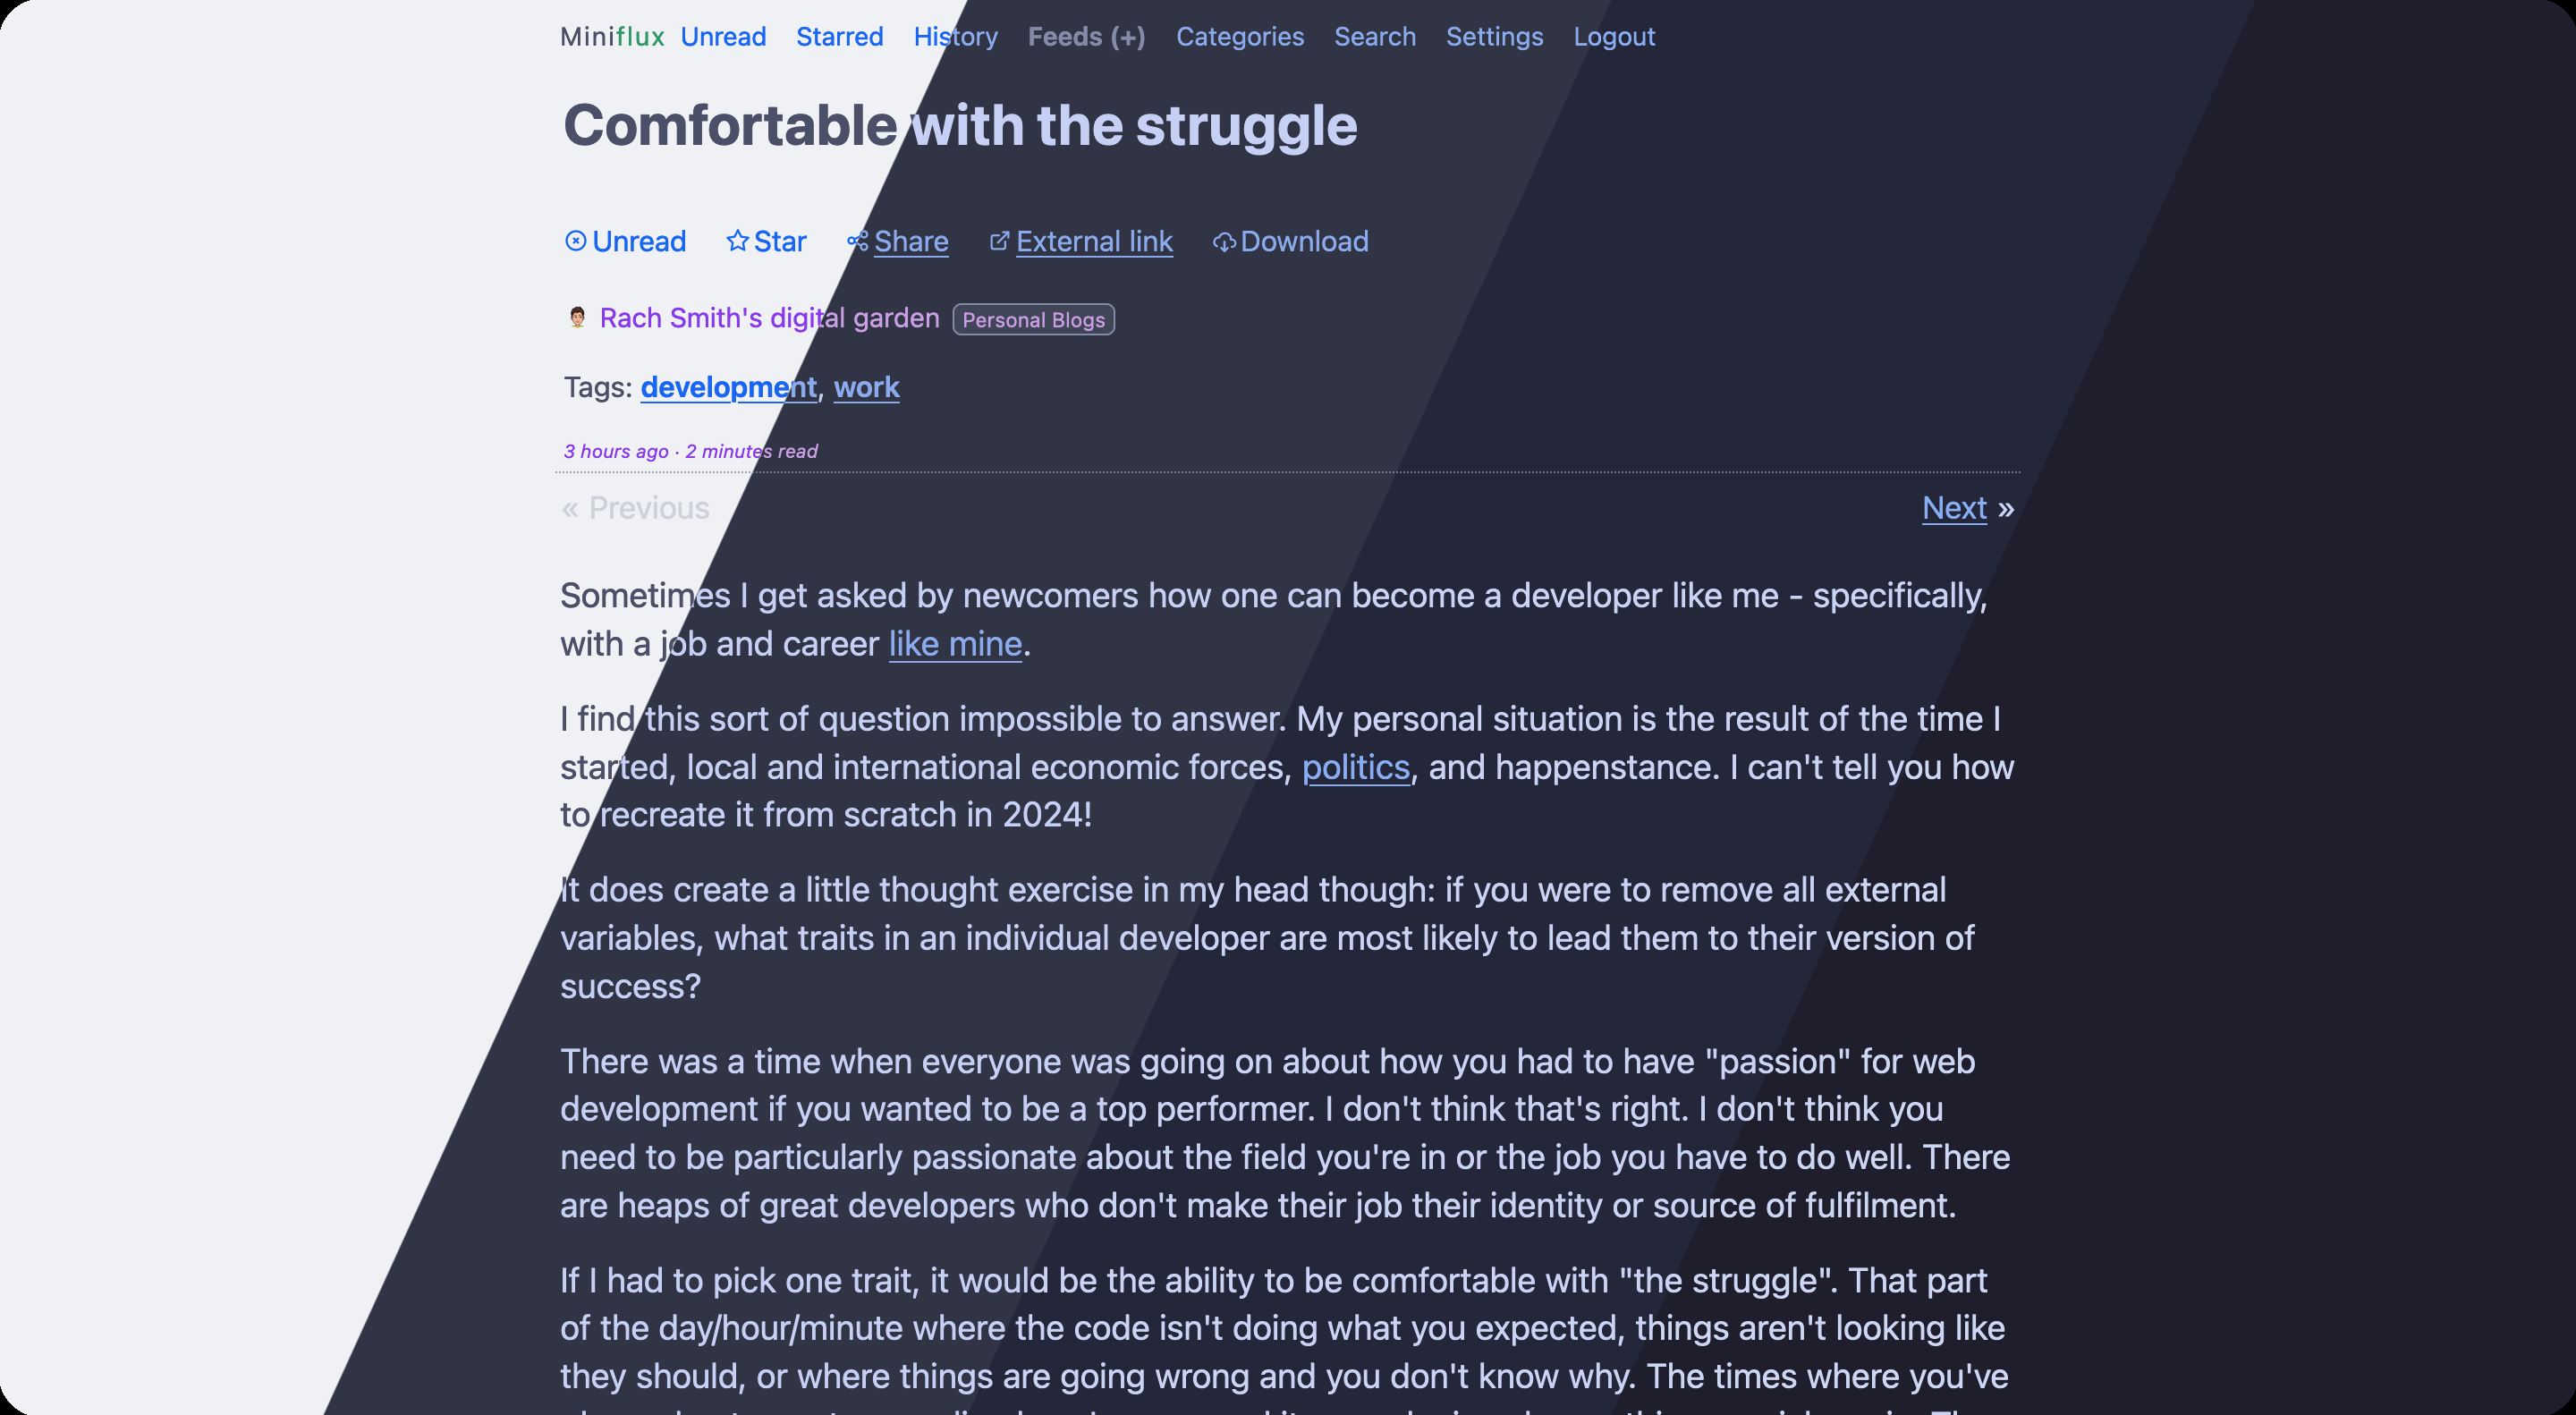 Miniflux Unread Starred History Feeds (+) Categories Search Settings Logout
Comfortable with the struggle
Unread Star Share External link Download
Rach Smith's digital garden Personal Blogs
Tags: development, work
3 hours ago · 2 minutes read
« Previous Next »
Sometimes I get asked by newcomers how one can become a developer like me - specifically,
with a job and career like mine.
I find this sort of question impossible to answer. My personal situation is the result of the time I
started, local and international economic forces, politics, and happenstance. I can't tell you how
to recreate it from scratch in 2024!
It does create a little thought exercise in my head though: if you were to remove all external
variables, what traits in an individual developer are most likely to lead them to their version of
success?
There was a time when everyone was going on about how you had to have "passion" for web
development if you wanted to be a top performer. I don't think that's right. I don't think you
need to be particularly passionate about the field you're in or the job you have to do well. There
are heaps of great developers who don't make their job their identity or source of fulfilment.
If I had to pick one trait, it would be the ability to be comfortable with "the struggle". That part
of the day/hour/minute where the code isn't doing what you expected, things aren't looking like
they should, or where things are going wrong and you don't know why. The times where you've